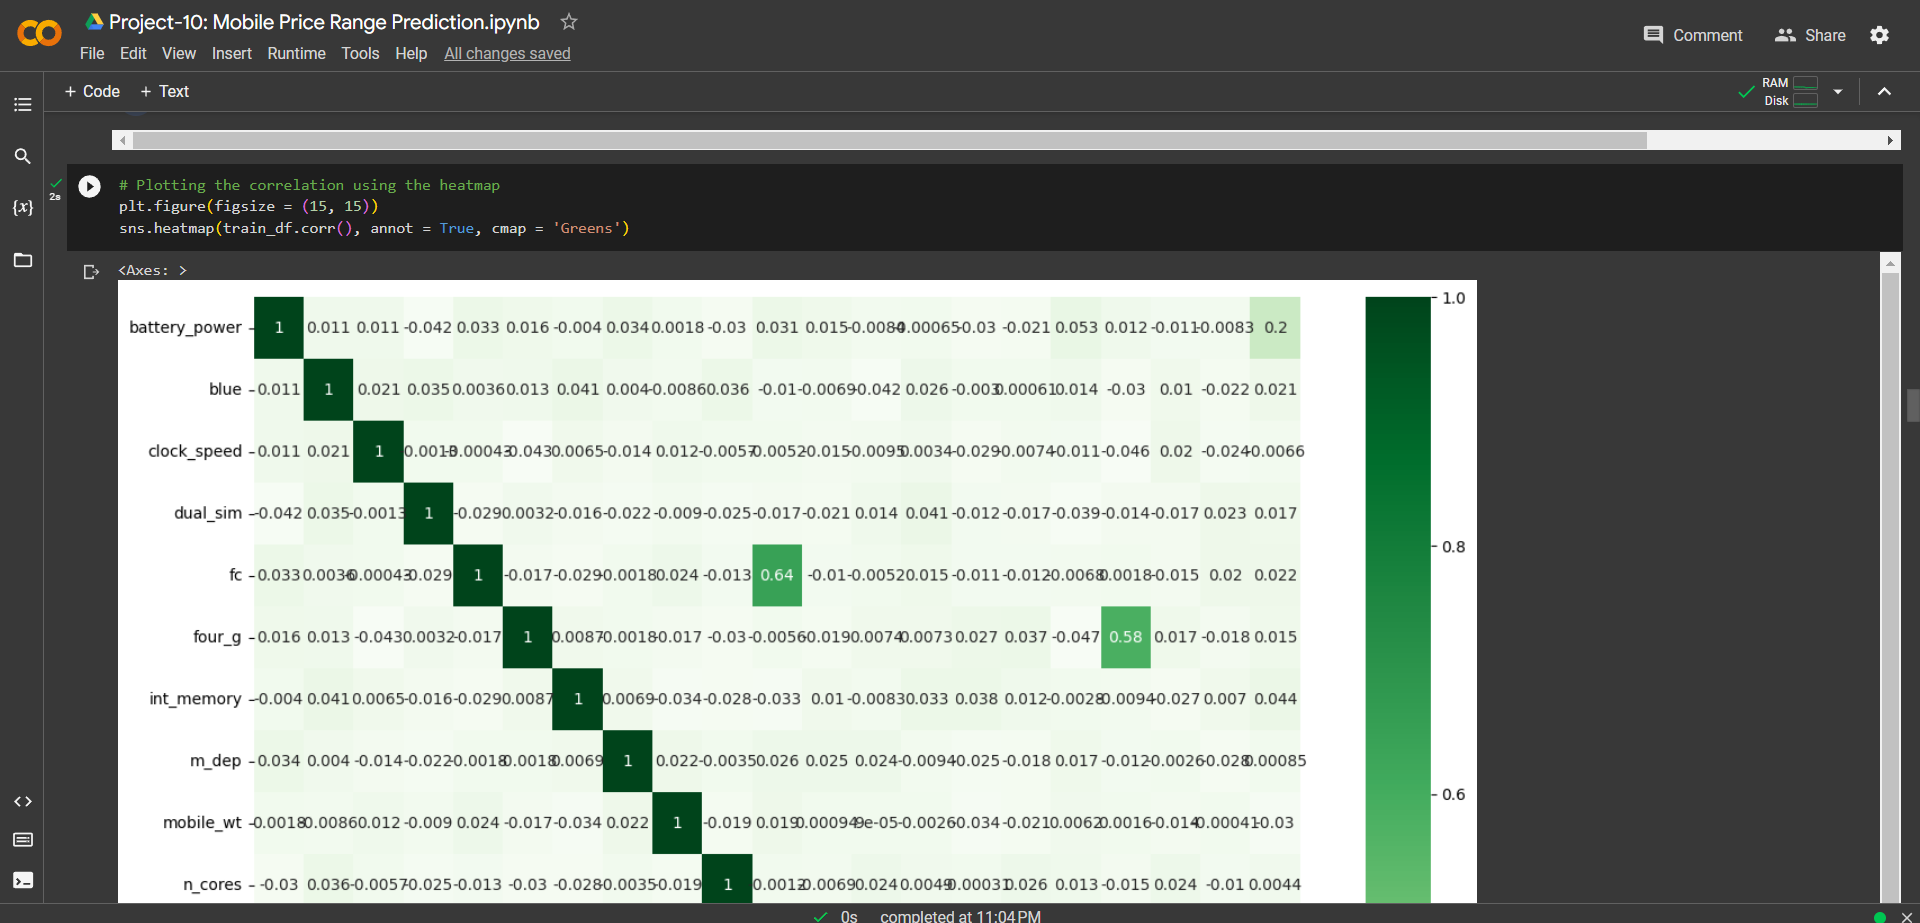 Project-10: Mobile Price Range Prediction.ipynb
Comment Share
File Edit View Insert Runtime Tools Help All changes saved
+ Code + Text
RAM
Disk
{x}
2s
# Plotting the correlation using the heatmap
plt.figure(figsize = (15, 15))
sns.heatmap(train_df.corr(), annot = True, cmap = 'Greens')
<Axes: >
battery_power 1 0.011 0.011 -0.042 0.033 0.016 -0.004 0.034 0.0018 -0.03 0.031 0.015 -0.0084 -0.00065 -0.03 -0.021 0.053 0.012 -0.011 -0.0083 0.2
blue 0.011 1 0.021 0.035 0.0036 0.013 0.041 0.004 -0.0086 0.036 -0.01 -0.0069 -0.042 0.026 -0.003 0.00061 0.014 -0.03 0.01 -0.022 0.021
clock_speed 0.011 0.021 1 -0.0013 -0.00043 -0.043 0.0065 -0.014 0.012 -0.0057 -0.0052 -0.015 -0.0095 0.0034 -0.029 -0.0074 -0.011 -0.046 0.02 -0.024 -0.0066
dual_sim -0.042 0.035 -0.0013 1 -0.029 0.0032 -0.016 -0.022 -0.009 -0.025 -0.017 -0.021 0.014 0.041 -0.012 -0.017 -0.039 -0.014 -0.017 0.023 0.017
fc 0.033 0.0036 -0.00043 -0.029 1 -0.017 -0.029 -0.0018 0.024 -0.013 0.64 -0.01 -0.0052 0.015 -0.011 -0.012 -0.0068 0.0018 -0.015 0.02 0.022
four_g 0.016 0.013 -0.043 0.0032 -0.017 1 0.0087 -0.0018 -0.017 -0.03 -0.0056 -0.019 0.0074 0.0073 0.027 0.037 -0.047 0.58 0.017 -0.018 0.015
int_memory -0.004 0.041 0.0065 -0.016 -0.029 0.0087 1 0.0069 -0.034 -0.028 -0.033 0.01 -0.0083 0.033 0.038 0.012 -0.0028 -0.0094 -0.027 0.007 0.044
m_dep 0.034 0.004 -0.014 -0.022 -0.0018 -0.0018 0.0069 1 0.022 -0.0035 0.026 0.025 0.024 -0.0094 -0.025 -0.018 0.017 -0.012 -0.0026 -0.028 0.00085
mobile_wt 0.0018 -0.0086 0.012 -0.009 0.024 -0.017 -0.034 0.022 1 -0.019 0.019 0.00094 9e-05 -0.0026 -0.034 -0.021 0.0062 0.0016 -0.014 -0.00041 -0.03
n_cores -0.03 0.036 -0.0057 -0.025 -0.013 -0.03 -0.028 -0.0035 -0.019 1 -0.0012 -0.0069 0.024 0.0049 -0.00031 0.026 0.013 -0.015 0.024 -0.01 0.0044
1.0
0.8
0.6
0s completed at 11:04 PM